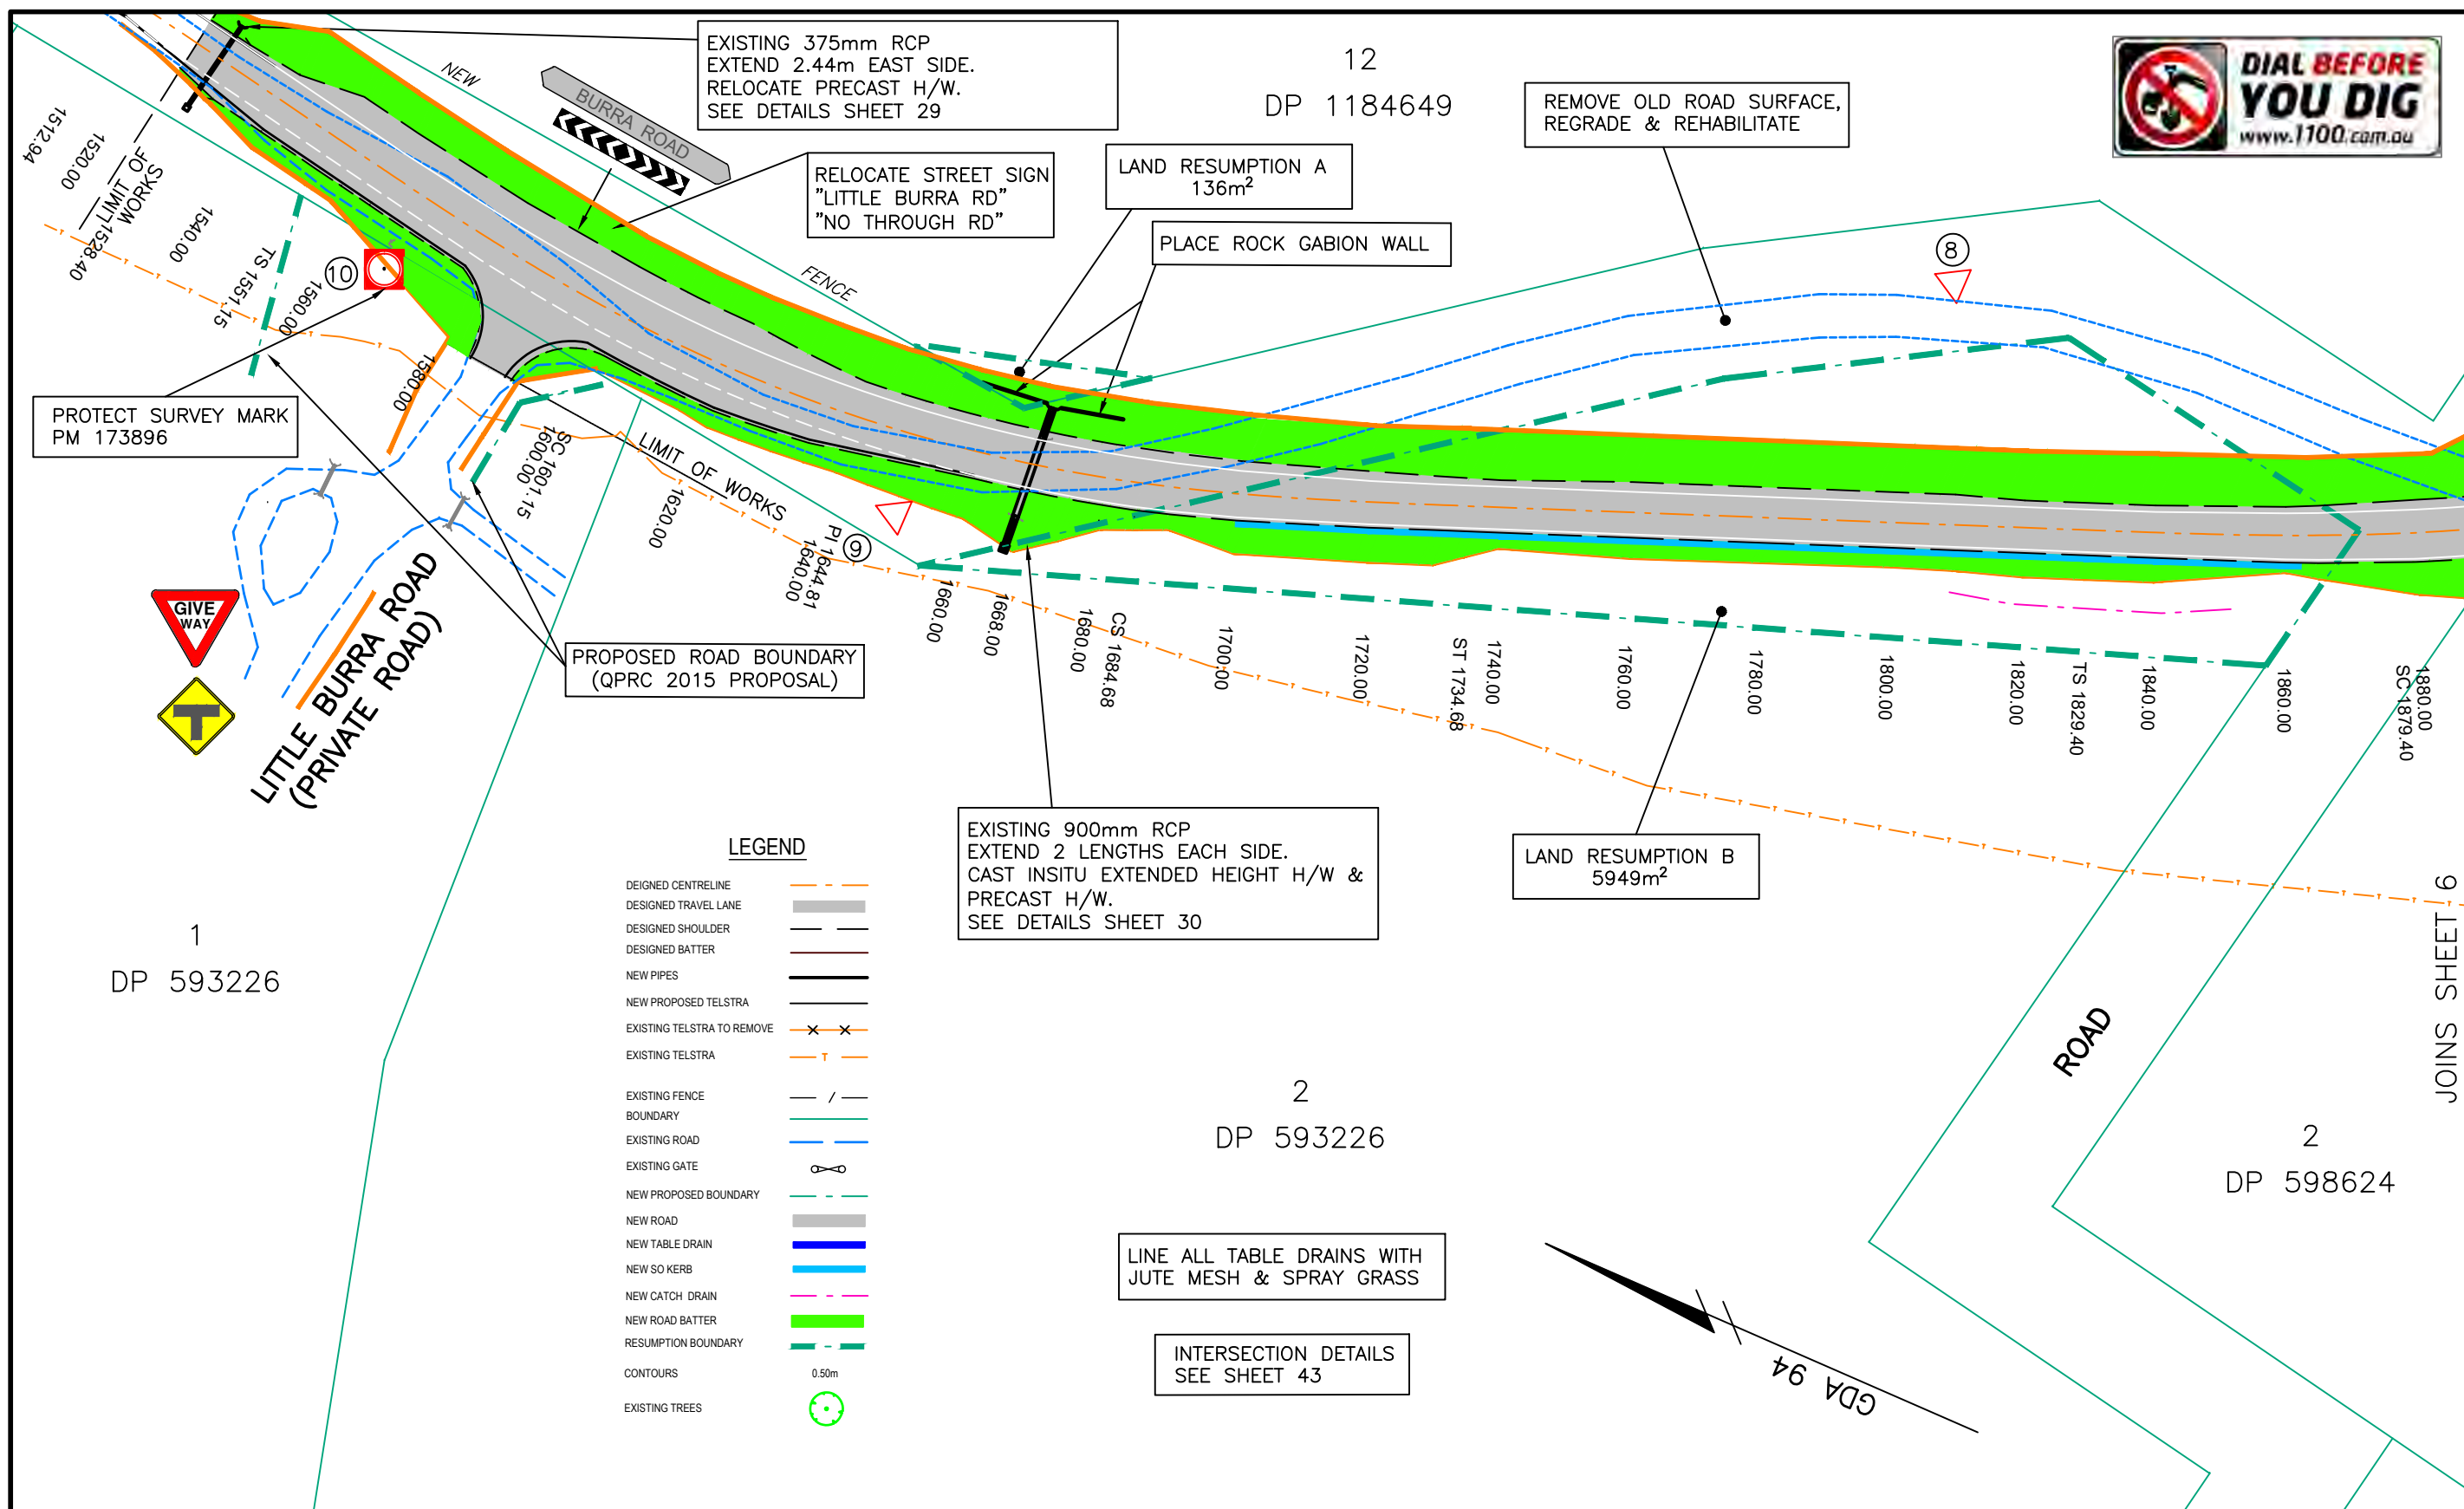 EXISTING 375mm RCP
EXTEND 2.44m EAST SIDE.
RELOCATE PRECAST H/W.
SEE DETAILS SHEET 29
12
DP 1184649
REMOVE OLD ROAD SURFACE,
REGRADE & REHABILITATE
DIAL BEFORE
YOU DIG
www.1100.com.au
NEW
BURRA ROAD
RELOCATE STREET SIGN
"LITTLE BURRA RD"
"NO THROUGH RD"
LAND RESUMPTION A
136m²
PLACE ROCK GABION WALL
FENCE
8
1512.94
1520.00
LIMIT OF
WORKS
1528.40
1540.00
TS 1551.15
1560.00
10
1580.00
PROTECT SURVEY MARK
PM 173896
SC 1601.15
1600.00
LIMIT OF WORKS
1620.00
PI 1644.81
1640.00
9
1660.00
1668.00
1680.00
CS 1684.68
1700.00
1720.00
ST 1734.68
1740.00
1760.00
1780.00
1800.00
1820.00
TS 1829.40
1840.00
1860.00
1880.00
SC 1879.40
GIVE
WAY
LITTLE BURRA ROAD
(PRIVATE ROAD)
PROPOSED ROAD BOUNDARY
(QPRC 2015 PROPOSAL)
EXISTING 900mm RCP
EXTEND 2 LENGTHS EACH SIDE.
CAST INSITU EXTENDED HEIGHT H/W &
PRECAST H/W.
SEE DETAILS SHEET 30
LAND RESUMPTION B
5949m²
1
DP 593226
LEGEND
DEIGNED CENTRELINE
DESIGNED TRAVEL LANE
DESIGNED SHOULDER
DESIGNED BATTER
NEW PIPES
NEW PROPOSED TELSTRA
EXISTING TELSTRA TO REMOVE
EXISTING TELSTRA
T
EXISTING FENCE
BOUNDARY
EXISTING ROAD
EXISTING GATE
NEW PROPOSED BOUNDARY
NEW ROAD
NEW TABLE DRAIN
NEW SO KERB
NEW CATCH DRAIN
NEW ROAD BATTER
RESUMPTION BOUNDARY
CONTOURS 0.50m
EXISTING TREES
2
DP 593226
LINE ALL TABLE DRAINS WITH
JUTE MESH & SPRAY GRASS
INTERSECTION DETAILS
SEE SHEET 43
GDA 94
ROAD
2
DP 598624
JOINS SHEET 6